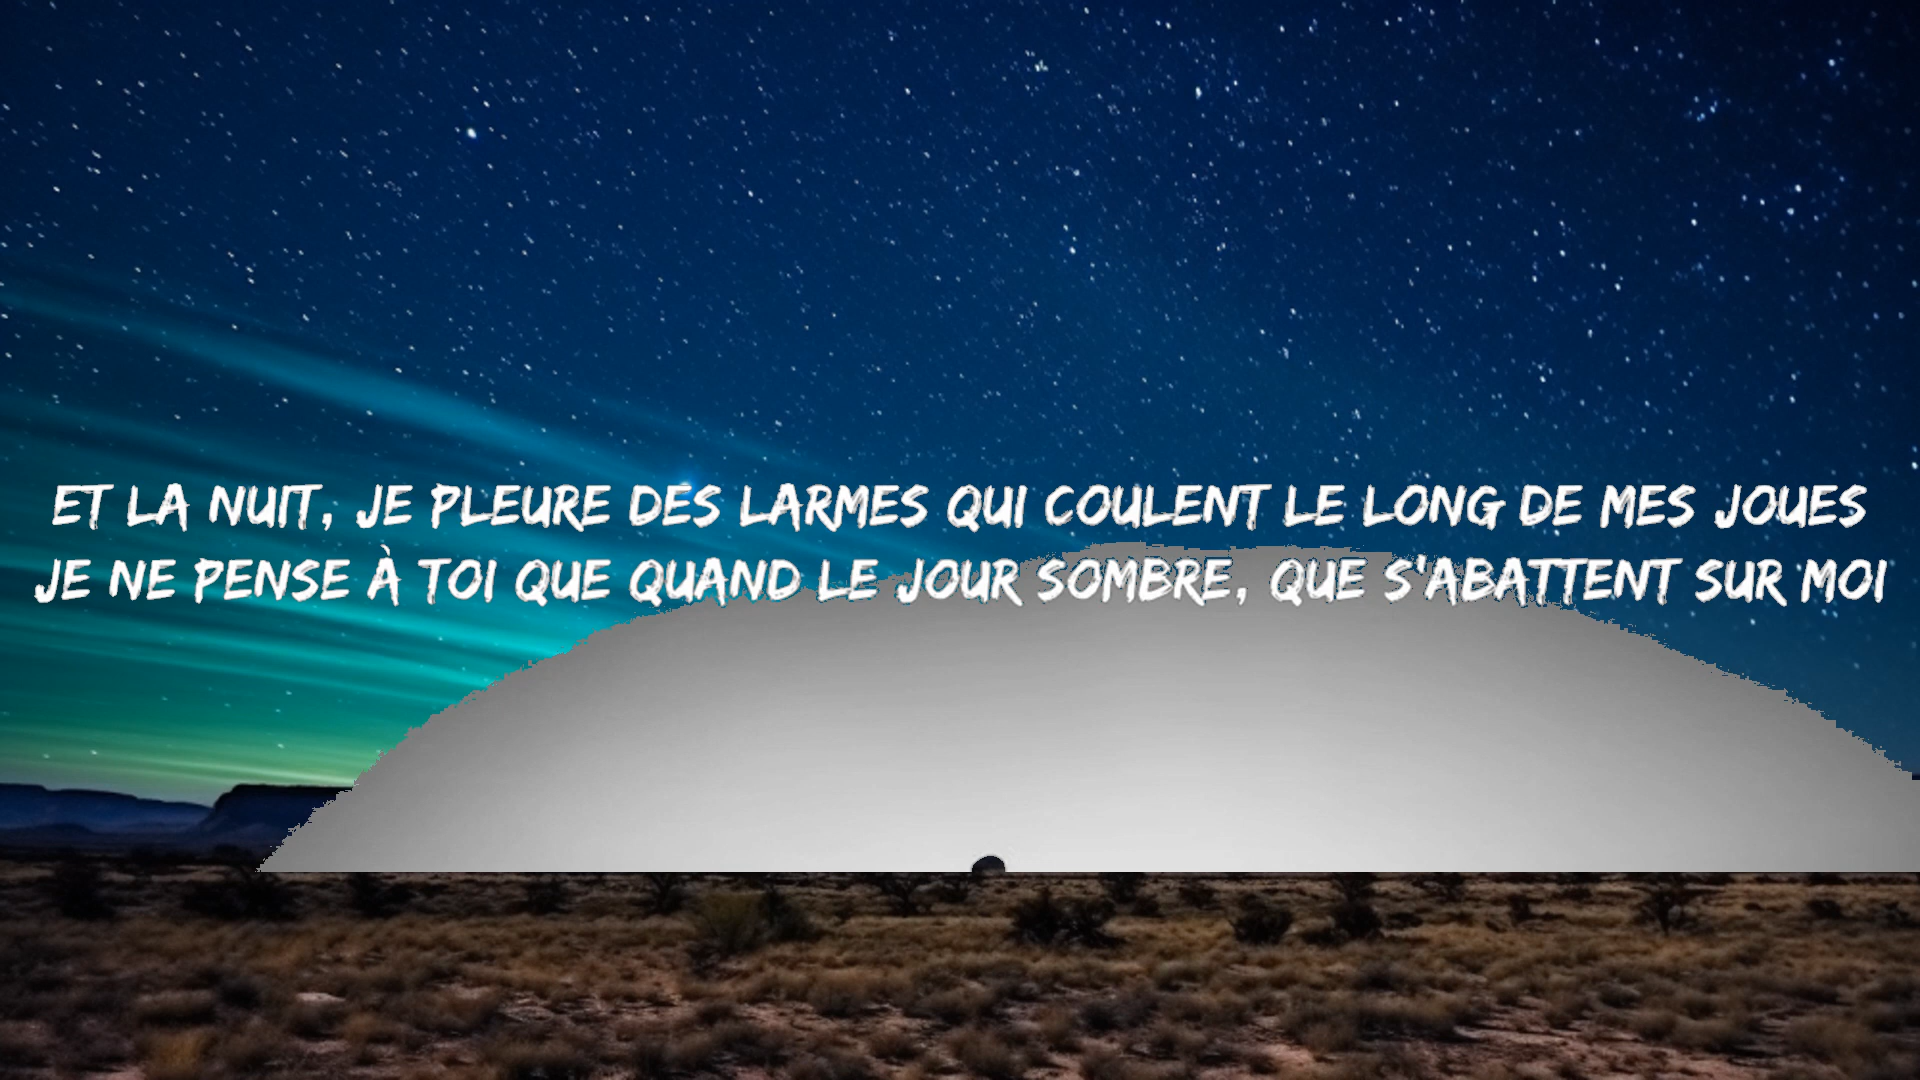 ET LA NUIT, JE PLEURE DES LARMES QUI COULENT LE LONG DE MES JOUES
JE NE PENSE À TOI QUE QUAND LE JOUR SOMBRE, QUE S'ABATTENT SUR MOI